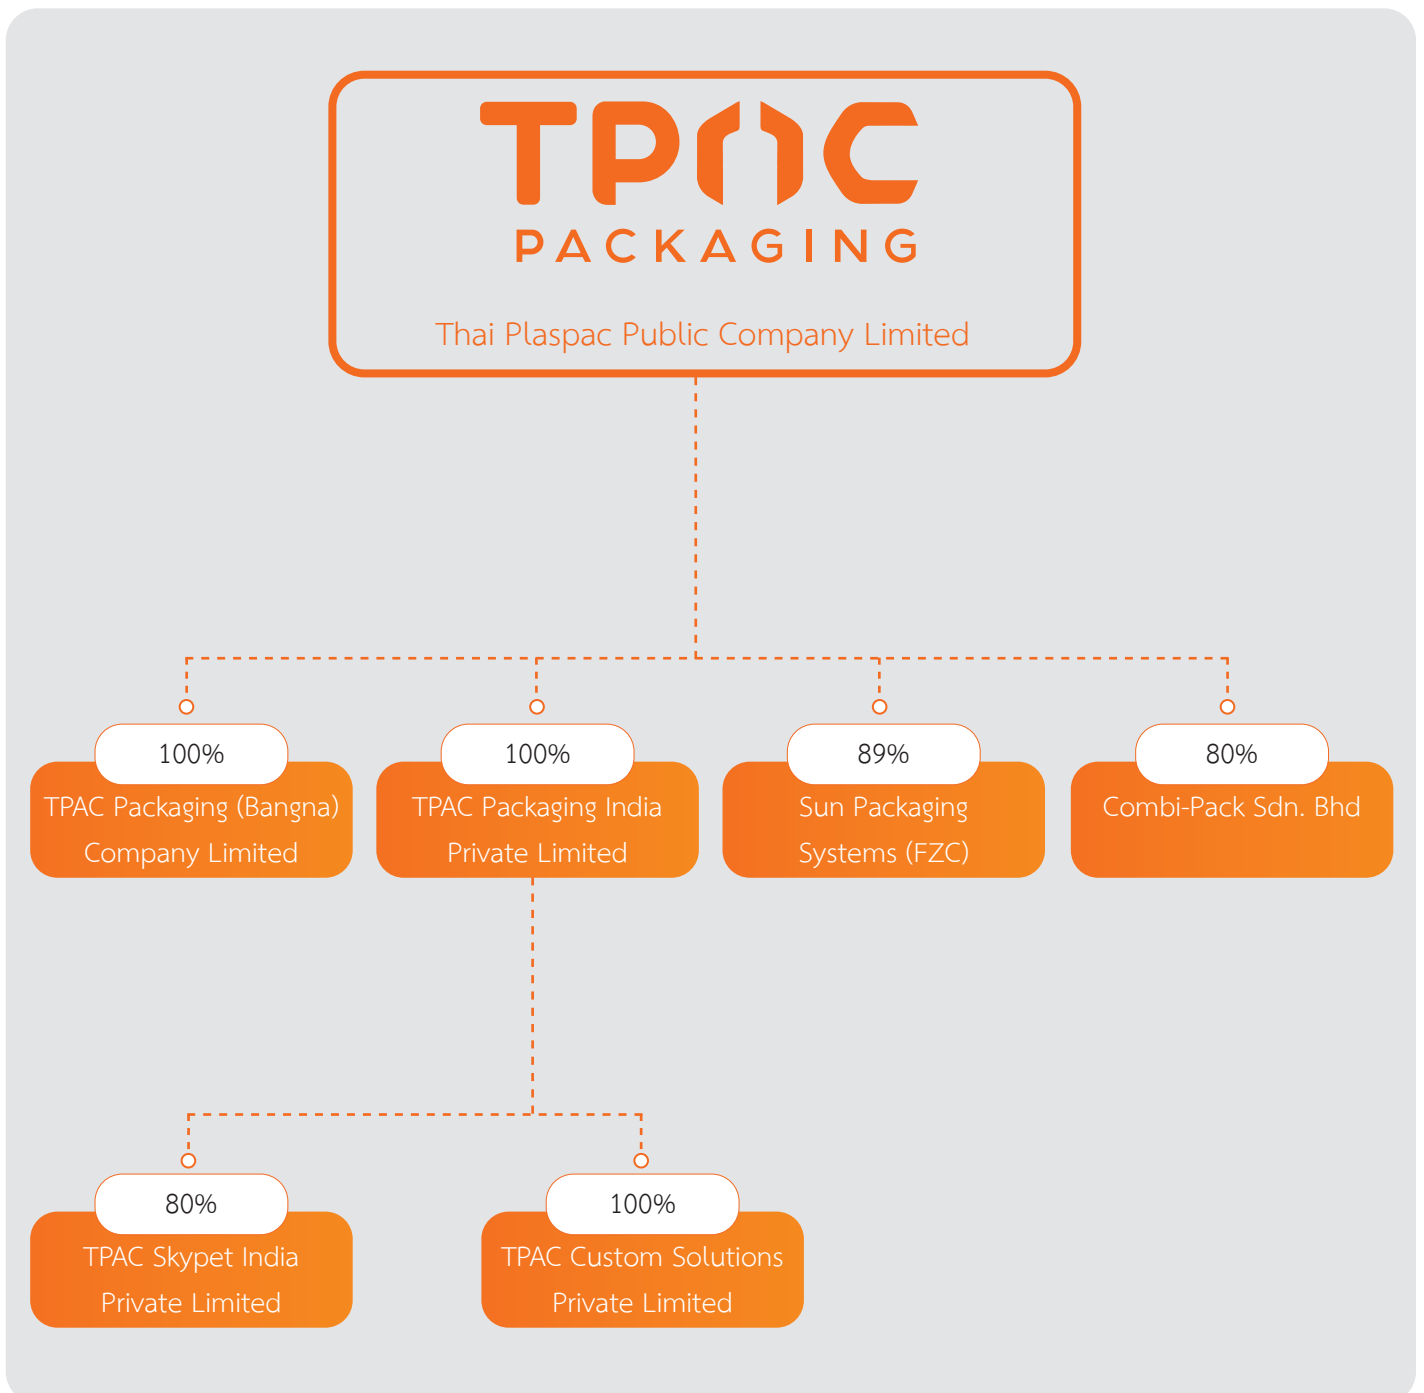 TPAC
PACKAGING
Thai Plaspac Public Company Limited
100%
TPAC Packaging (Bangna)
Company Limited
100%
TPAC Packaging India
Private Limited
89%
Sun Packaging
Systems (FZC)
80%
Combi-Pack Sdn. Bhd
80%
TPAC Skypet India
Private Limited
100%
TPAC Custom Solutions
Private Limited